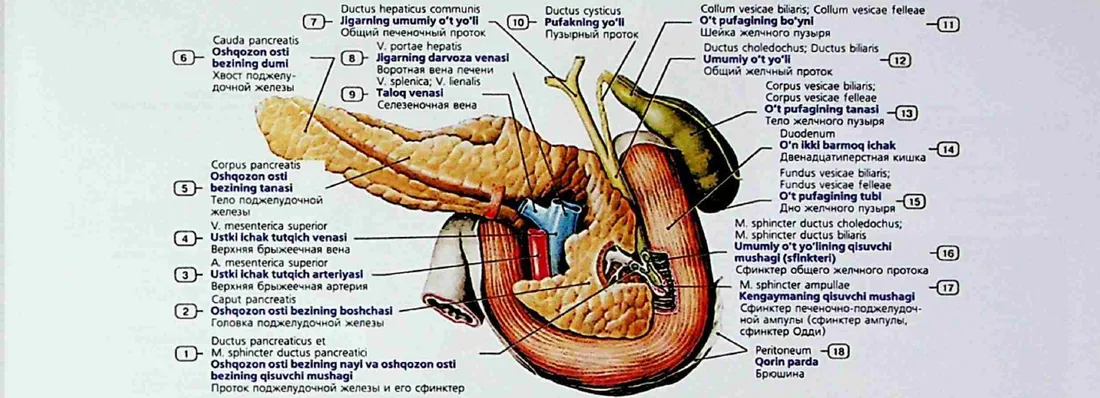 7
Ductus hepaticus communis
Jigarning umumiy o't yo'li
Общий печеночный проток
10
Ductus cysticus
Pufakning yo'li
Пузырный проток
Collum vesicae biliaris; Collum vesicae felleae
O't pufagining bo'yni
Шейка желчного пузыря
11
6
Cauda pancreatis
Oshqozon osti
bezining dumi
Хвост поджелу-
дочной железы
8
V. portae hepatis
Jigarning darvoza venasi
Воротная вена печени
9
V. splenica; V. lienalis
Taloq venasi
Селезеночная вена
Ductus choledochus; Ductus biliaris
Umumiy o't yo'li
Общий желчный проток
12
Corpus vesicae biliaris;
Corpus vesicae felleae
O't pufagining tanasi
Тело желчного пузыря
13
Duodenum
O'n ikki barmoq ichak
Двенадцатиперстная кишка
14
5
Corpus pancreatis
Oshqozon osti
bezining tanasi
Тело поджелудочной
железы
Fundus vesicae biliaris;
Fundus vesicae felleae
O't pufagining tubi
Дно желчного пузыря
15
4
V. mesenterica superior
Ustki ichak tutqich venasi
Верхняя брыжеечная вена
M. sphincter ductus choledochus;
M. sphincter ductus biliaris
Umumiy o't yo'lining qisuvchi
mushagi (sfinkteri)
Сфинктер общего желчного протока
16
3
A. mesenterica superior
Ustki ichak tutqich arteriyasi
Верхняя брыжеечная артерия
2
Caput pancreatis
Oshqozon osti bezining boshchasi
Головка поджелудочной железы
M. sphincter ampullae
Kengaymaning qisuvchi mushagi
Сфинктер печеночно-поджелудоч-
ной ампулы (сфинктер ампулы,
сфинктер Одди)
17
1
Ductus pancreaticus et
M. sphincter ductus pancreatici
Oshqozon osti bezining nayi va oshqozon osti
bezining qisuvchi mushagi
Проток поджелудочной железы и его сфинктер
Peritoneum
Qorin parda
Брюшина
18